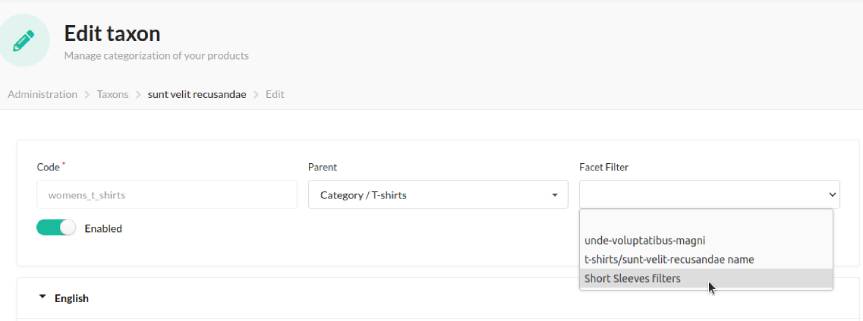 Edit taxon
Manage categorization of your products
Administration > Taxons > sunt velit recusandae > Edit
Code * Parent Facet Filter
womens_t_shirts Category / T-shirts
Enabled
unde-voluptatibus-magni
t-shirts/sunt-velit-recusandae name
Short Sleeves filters
English